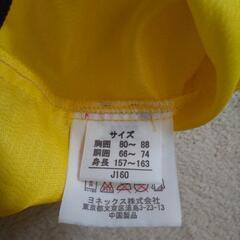 サイズ
胸囲 80～ 88
胴囲 66～ 74
身長 157～163
J160
ヨネックス株式会社
東京都文京区湯島3-23-13
中国製品